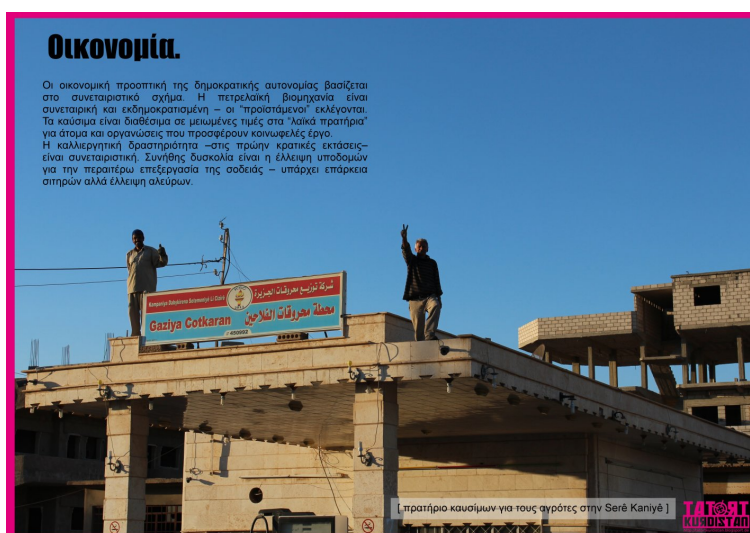 Οικονομία.
Οι οικονομική προοπτική της δημοκρατικής αυτονομίας βασίζεται
στο συνεταιριστικό σχήμα. Η πετρελαϊκή βιομηχανία είναι
συνεταιρική και εκδημοκρατισμένη – οι “προϊστάμενοι” εκλέγονται.
Τα καύσιμα είναι διαθέσιμα σε μειωμένες τιμές στα “λαϊκά πρατήρια”
για άτομα και οργανώσεις που προσφέρουν κοινωφελές έργο.
Η καλλιεργητική δραστηριότητα –στις πρώην κρατικές εκτάσεις–
είναι συνεταιριστική. Συνήθης δυσκολία είναι η έλλειψη υποδομών
για την περαιτέρω επεξεργασία της σοδειάς – υπάρχει επάρκεια
σιτηρών αλλά έλλειψη αλεύρων.
شركة توزيع محروقات الجزيرة
محطة محروقات الفلاحين
Gaziya Cotkaran
[ πρατήριο καυσίμων για τους αγρότες στην Serê Kaniyê ]
TATORT
KURDISTAN